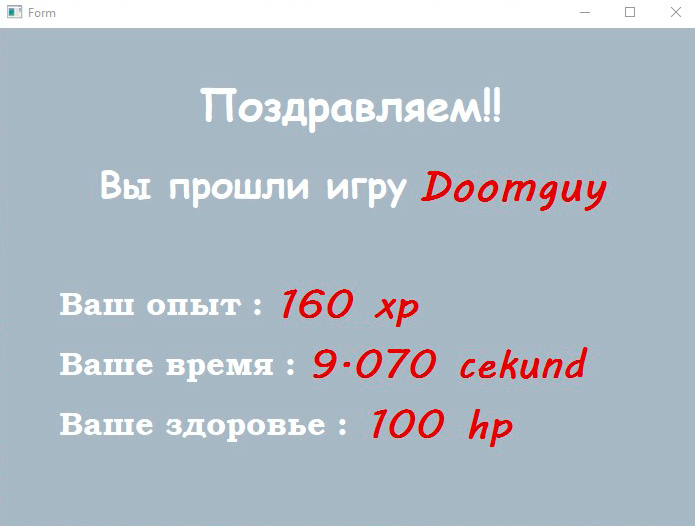 Form
Поздравляем!!
Вы прошли игру Doomguy
Ваш опыт : 160 xp
Ваше время : 9.070 cekund
Ваше здоровье : 100 hp